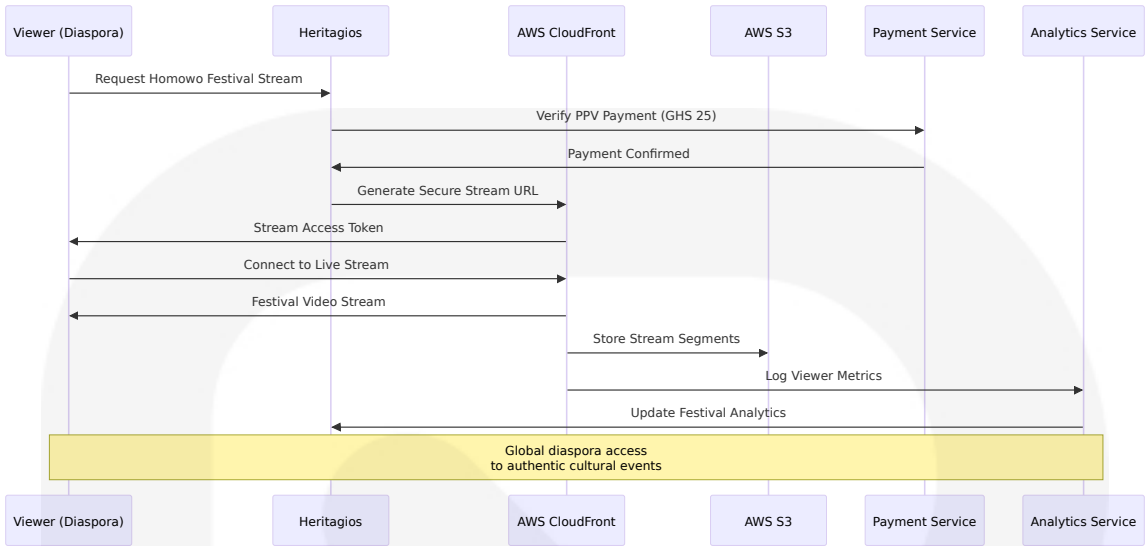 Viewer (Diaspora)
Heritagios
AWS CloudFront
AWS S3
Payment Service
Analytics Service
Request Homowo Festival Stream
Verify PPV Payment (GHS 25)
Payment Confirmed
Generate Secure Stream URL
Stream Access Token
Connect to Live Stream
Festival Video Stream
Store Stream Segments
Log Viewer Metrics
Update Festival Analytics
Global diaspora access
to authentic cultural events
Viewer (Diaspora)
Heritagios
AWS CloudFront
AWS S3
Payment Service
Analytics Service